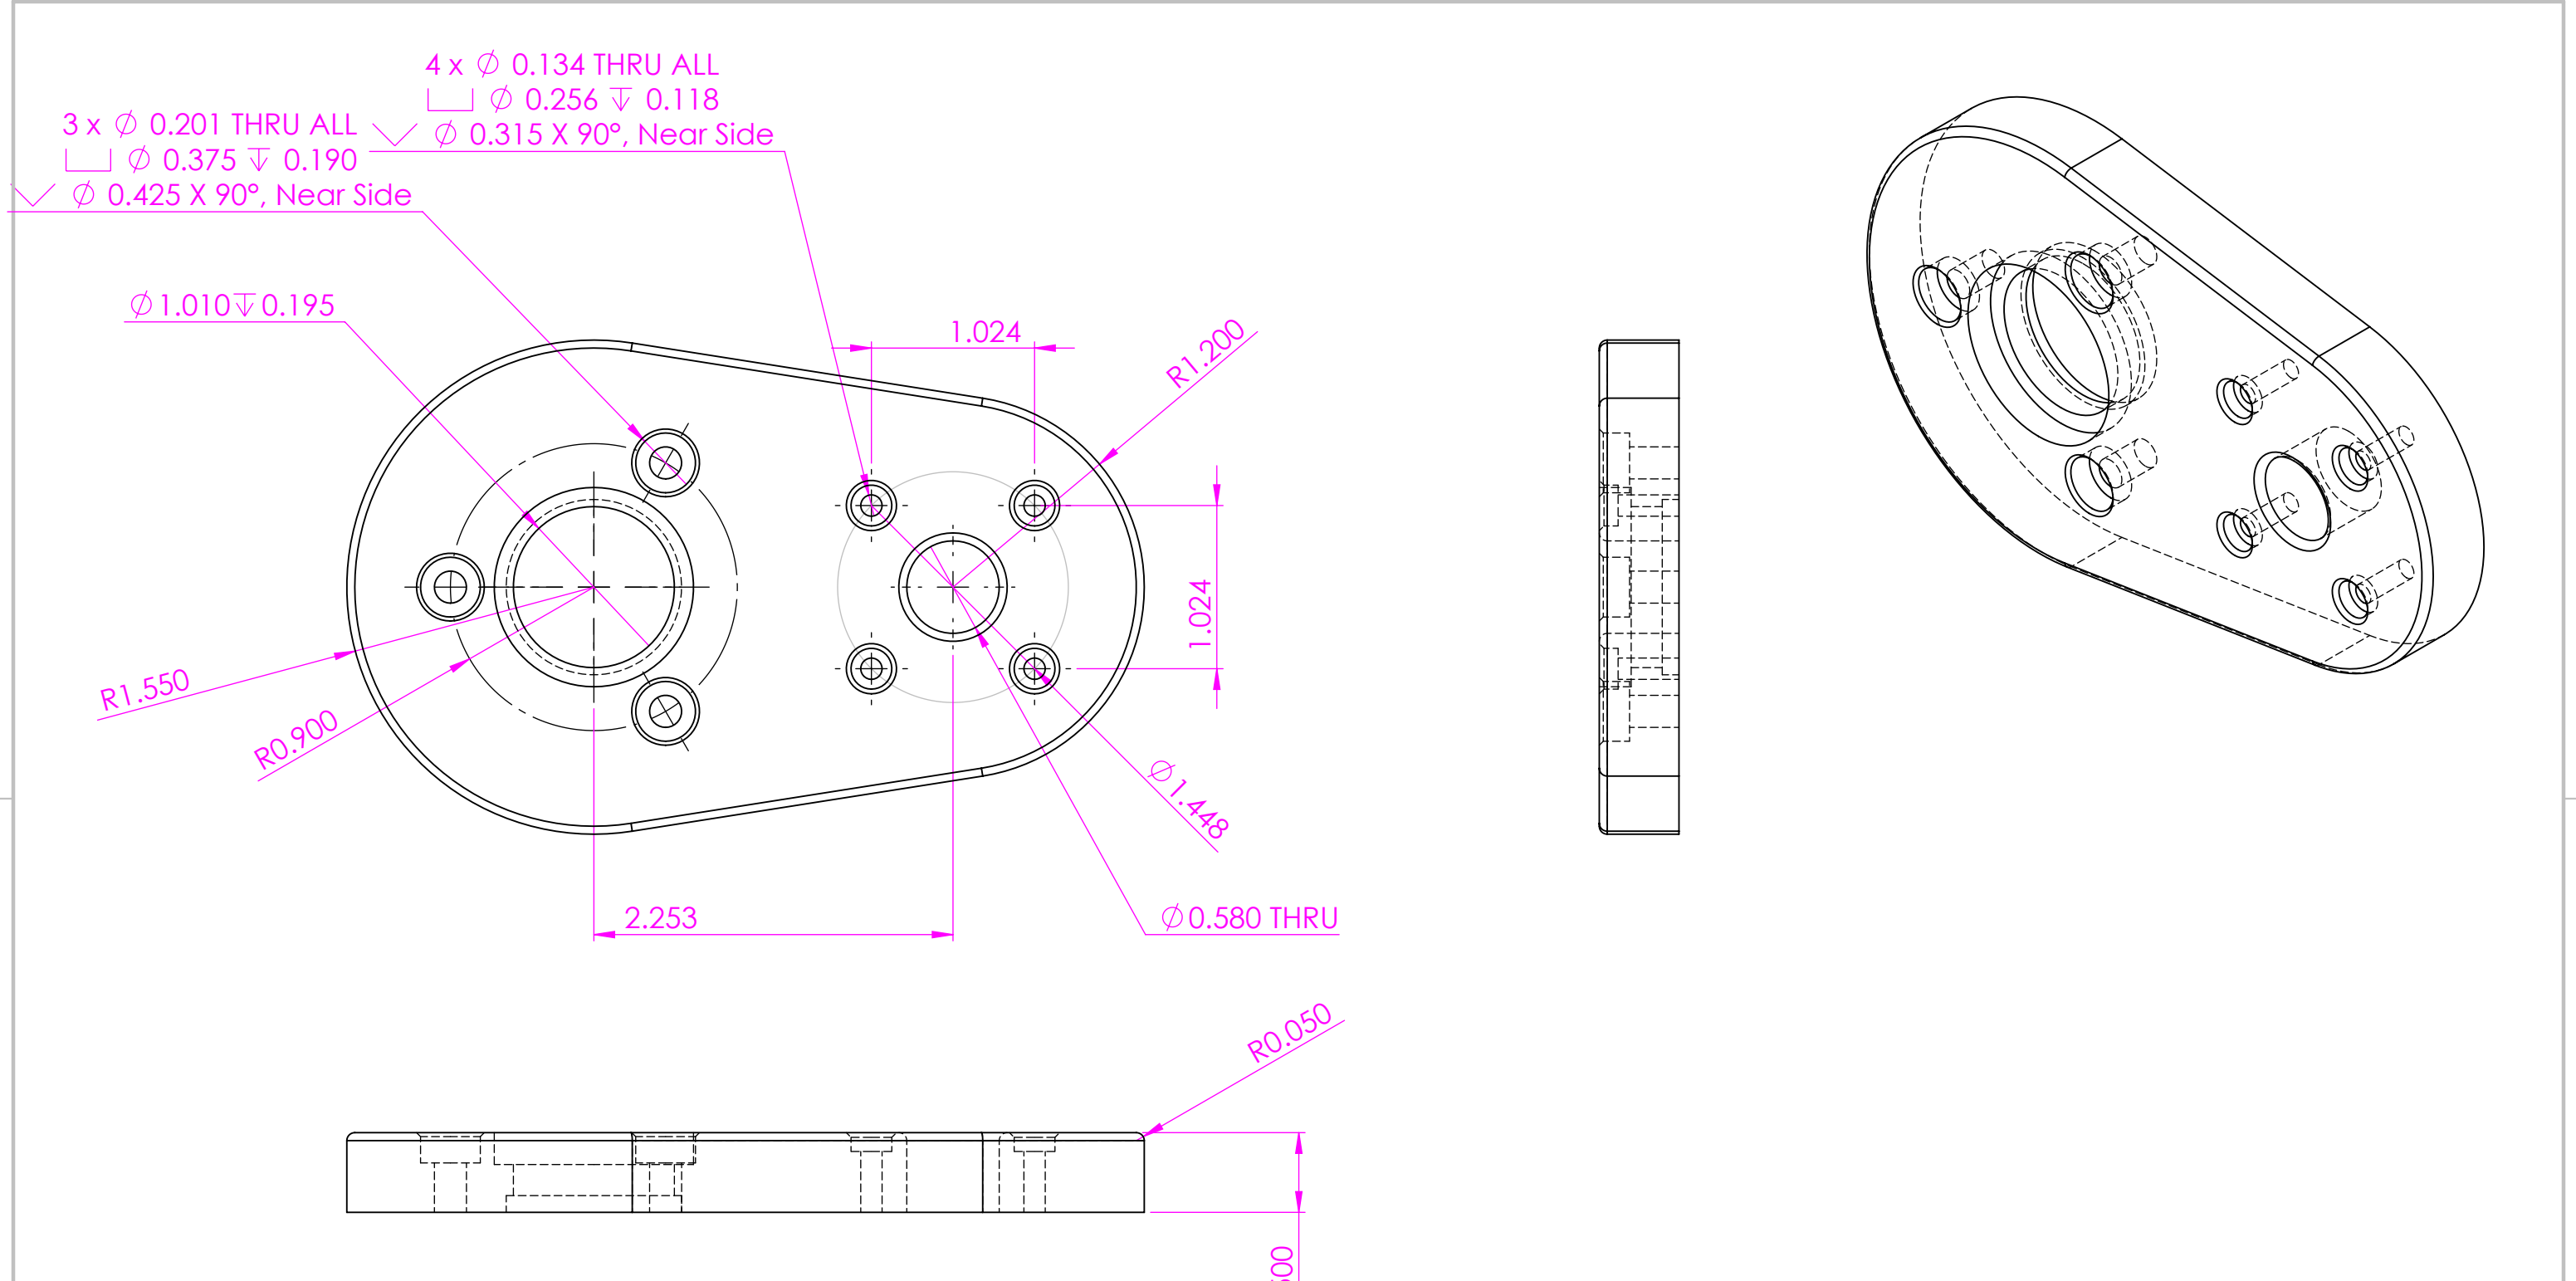 4 x ∅ 0.134 THRU ALL
⌴ ∅ 0.256 ↧ 0.118
⌵ ∅ 0.315 X 90°, Near Side
3 x ∅ 0.201 THRU ALL
⌴ ∅ 0.375 ↧ 0.190
⌵ ∅ 0.425 X 90°, Near Side
∅1.010↧0.195
1.024
R1.200
1.024
R1.550
R0.900
∅1.448
2.253
∅0.580 THRU
R0.050